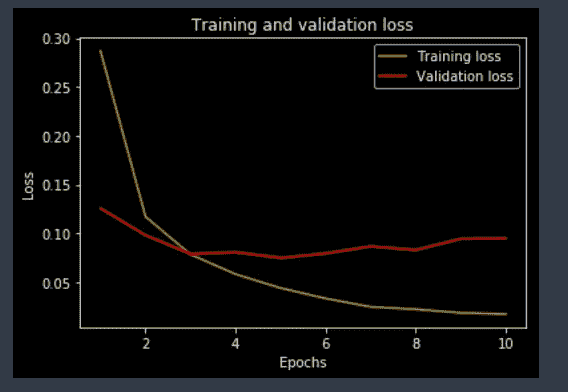 Training and validation loss
0.30
0.25
0.20
0.15
0.10
0.05
Loss
Training loss
Validation loss
2
4
6
8
10
Epochs